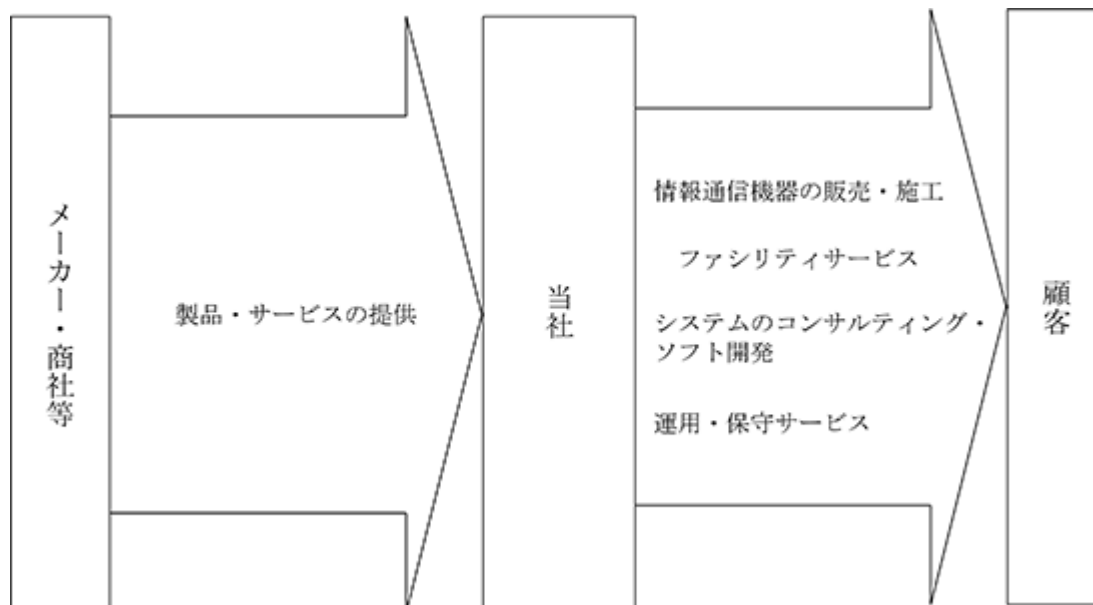 メーカー・商社等
製品・サービスの提供
当社
情報通信機器の販売・施工
ファシリティサービス
システムのコンサルティング・
ソフト開発
運用・保守サービス
顧客